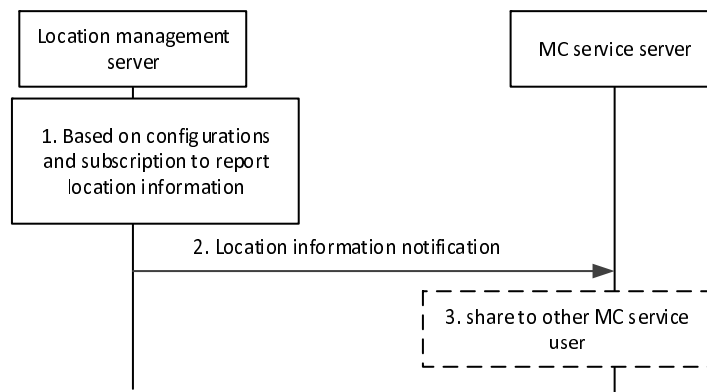 Location management
server
MC service server
1. Based on configurations
and subscription to report
location information
2. Location information notification
3. share to other MC service
user